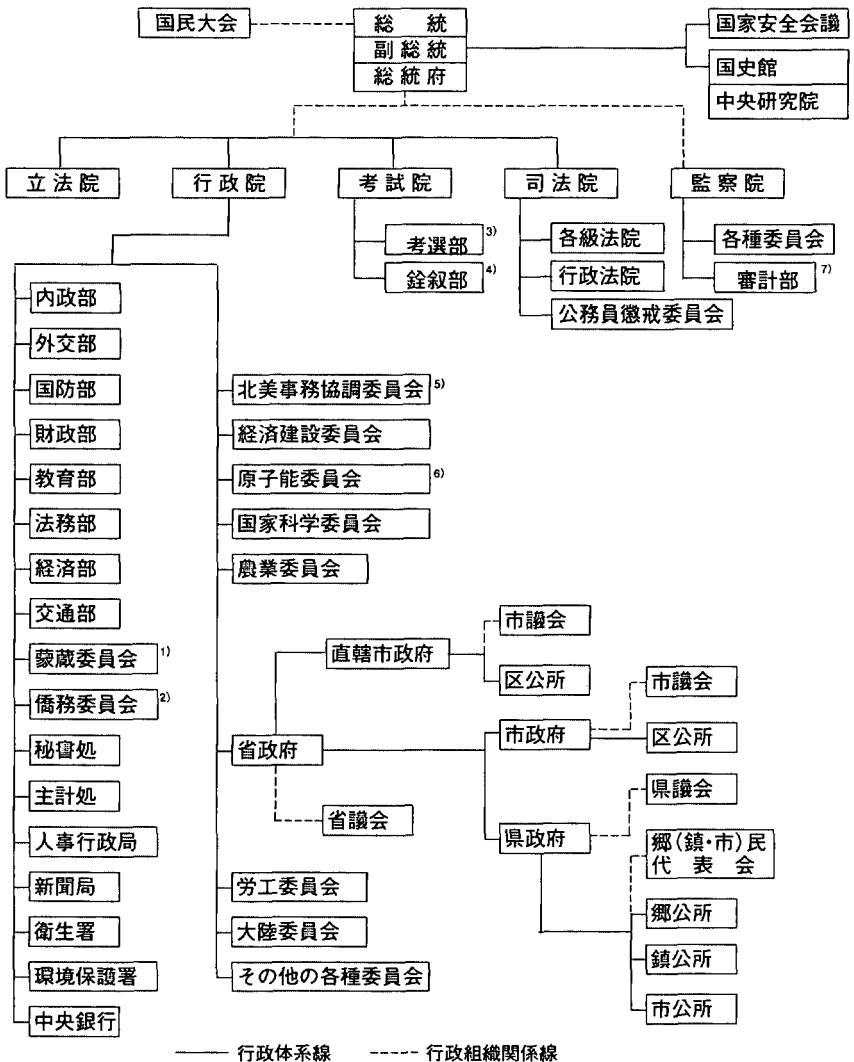 国民大会
総 統
副総統
総統府
国家安全会議
国史館
中央研究院
立法院
行政院
考試院
司法院
監察院
考選部 3)
銓叙部 4)
各級法院
行政法院
公務員懲戒委員会
各種委員会
審計部 7)
内政部
外交部
国防部
財政部
教育部
法務部
経済部
交通部
蒙蔵委員会 1)
僑務委員会 2)
秘書処
主計処
人事行政局
新聞局
衛生署
環境保護署
中央銀行
北美事務協調委員会 5)
経済建設委員会
原子能委員会 6)
国家科学委員会
農業委員会
省政府
労工委員会
大陸委員会
その他の各種委員会
直轄市政府
省議会
市議会
区公所
市政府
県政府
市議会
区公所
県議会
郷(鎮・市)民
代 表 会
郷公所
鎮公所
市公所
行政体系線
行政組織関係線